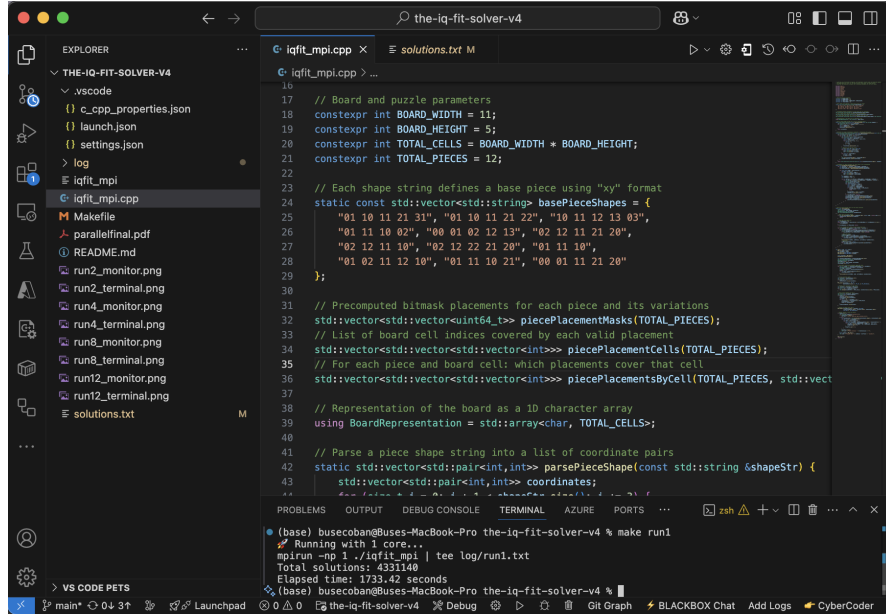 the-iq-fit-solver-v4
EXPLORER
THE-IQ-FIT-SOLVER-V4
.vscode
c_cpp_properties.json
launch.json
settings.json
log
iqfit_mpi
iqfit_mpi.cpp
Makefile
parallelfinal.pdf
README.md
run2_monitor.png
run2_terminal.png
run4_monitor.png
run4_terminal.png
run8_monitor.png
run8_terminal.png
run12_monitor.png
run12_terminal.png
solutions.txt M
VS CODE PETS
iqfit_mpi.cpp
solutions.txt M
iqfit_mpi.cpp > ...
16
17 // Board and puzzle parameters
18 constexpr int BOARD_WIDTH = 11;
19 constexpr int BOARD_HEIGHT = 5;
20 constexpr int TOTAL_CELLS = BOARD_WIDTH * BOARD_HEIGHT;
21 constexpr int TOTAL_PIECES = 12;
22
23 // Each shape string defines a base piece using "xy" format
24 static const std::vector<std::string> basePieceShapes = {
25 "01 10 11 21 31", "01 10 11 21 22", "10 11 12 13 03",
26 "01 11 10 02", "00 01 02 12 13", "02 12 11 21 20",
27 "02 12 11 10", "02 12 22 21 20", "01 11 10",
28 "01 02 11 12 10", "01 11 10 21", "00 01 11 21 20"
29 };
30
31 // Precomputed bitmask placements for each piece and its variations
32 std::vector<std::vector<uint64_t>> piecePlacementMasks(TOTAL_PIECES);
33 // List of board cell indices covered by each valid placement
34 std::vector<std::vector<std::vector<int>>> piecePlacementCells(TOTAL_PIECES);
35 // For each piece and board cell: which placements cover that cell
36 std::vector<std::vector<std::vector<int>>> piecePlacementsByCell(TOTAL_PIECES, std::vect
37
38 // Representation of the board as a 1D character array
39 using BoardRepresentation = std::array<char, TOTAL_CELLS>;
40
41 // Parse a piece shape string into a list of coordinate pairs
42 static std::vector<std::pair<int,int>> parsePieceShape(const std::string &shapeStr) {
43 std::vector<std::pair<int,int>> coordinates;
PROBLEMS OUTPUT DEBUG CONSOLE TERMINAL AZURE PORTS ... zsh
(base) busecoban@Buses-MacBook-Pro the-iq-fit-solver-v4 % make run1
🚀 Running with 1 core...
mpirun -np 1 ./iqfit_mpi | tee log/run1.txt
Total solutions: 4331140
Elapsed time: 1733.42 seconds
(base) busecoban@Buses-MacBook-Pro the-iq-fit-solver-v4 %
main* 0↓ 3↑ Launchpad 0 0 the-iq-fit-solver-v4 Debug Git Graph BLACKBOX Chat Add Logs CyberCoder